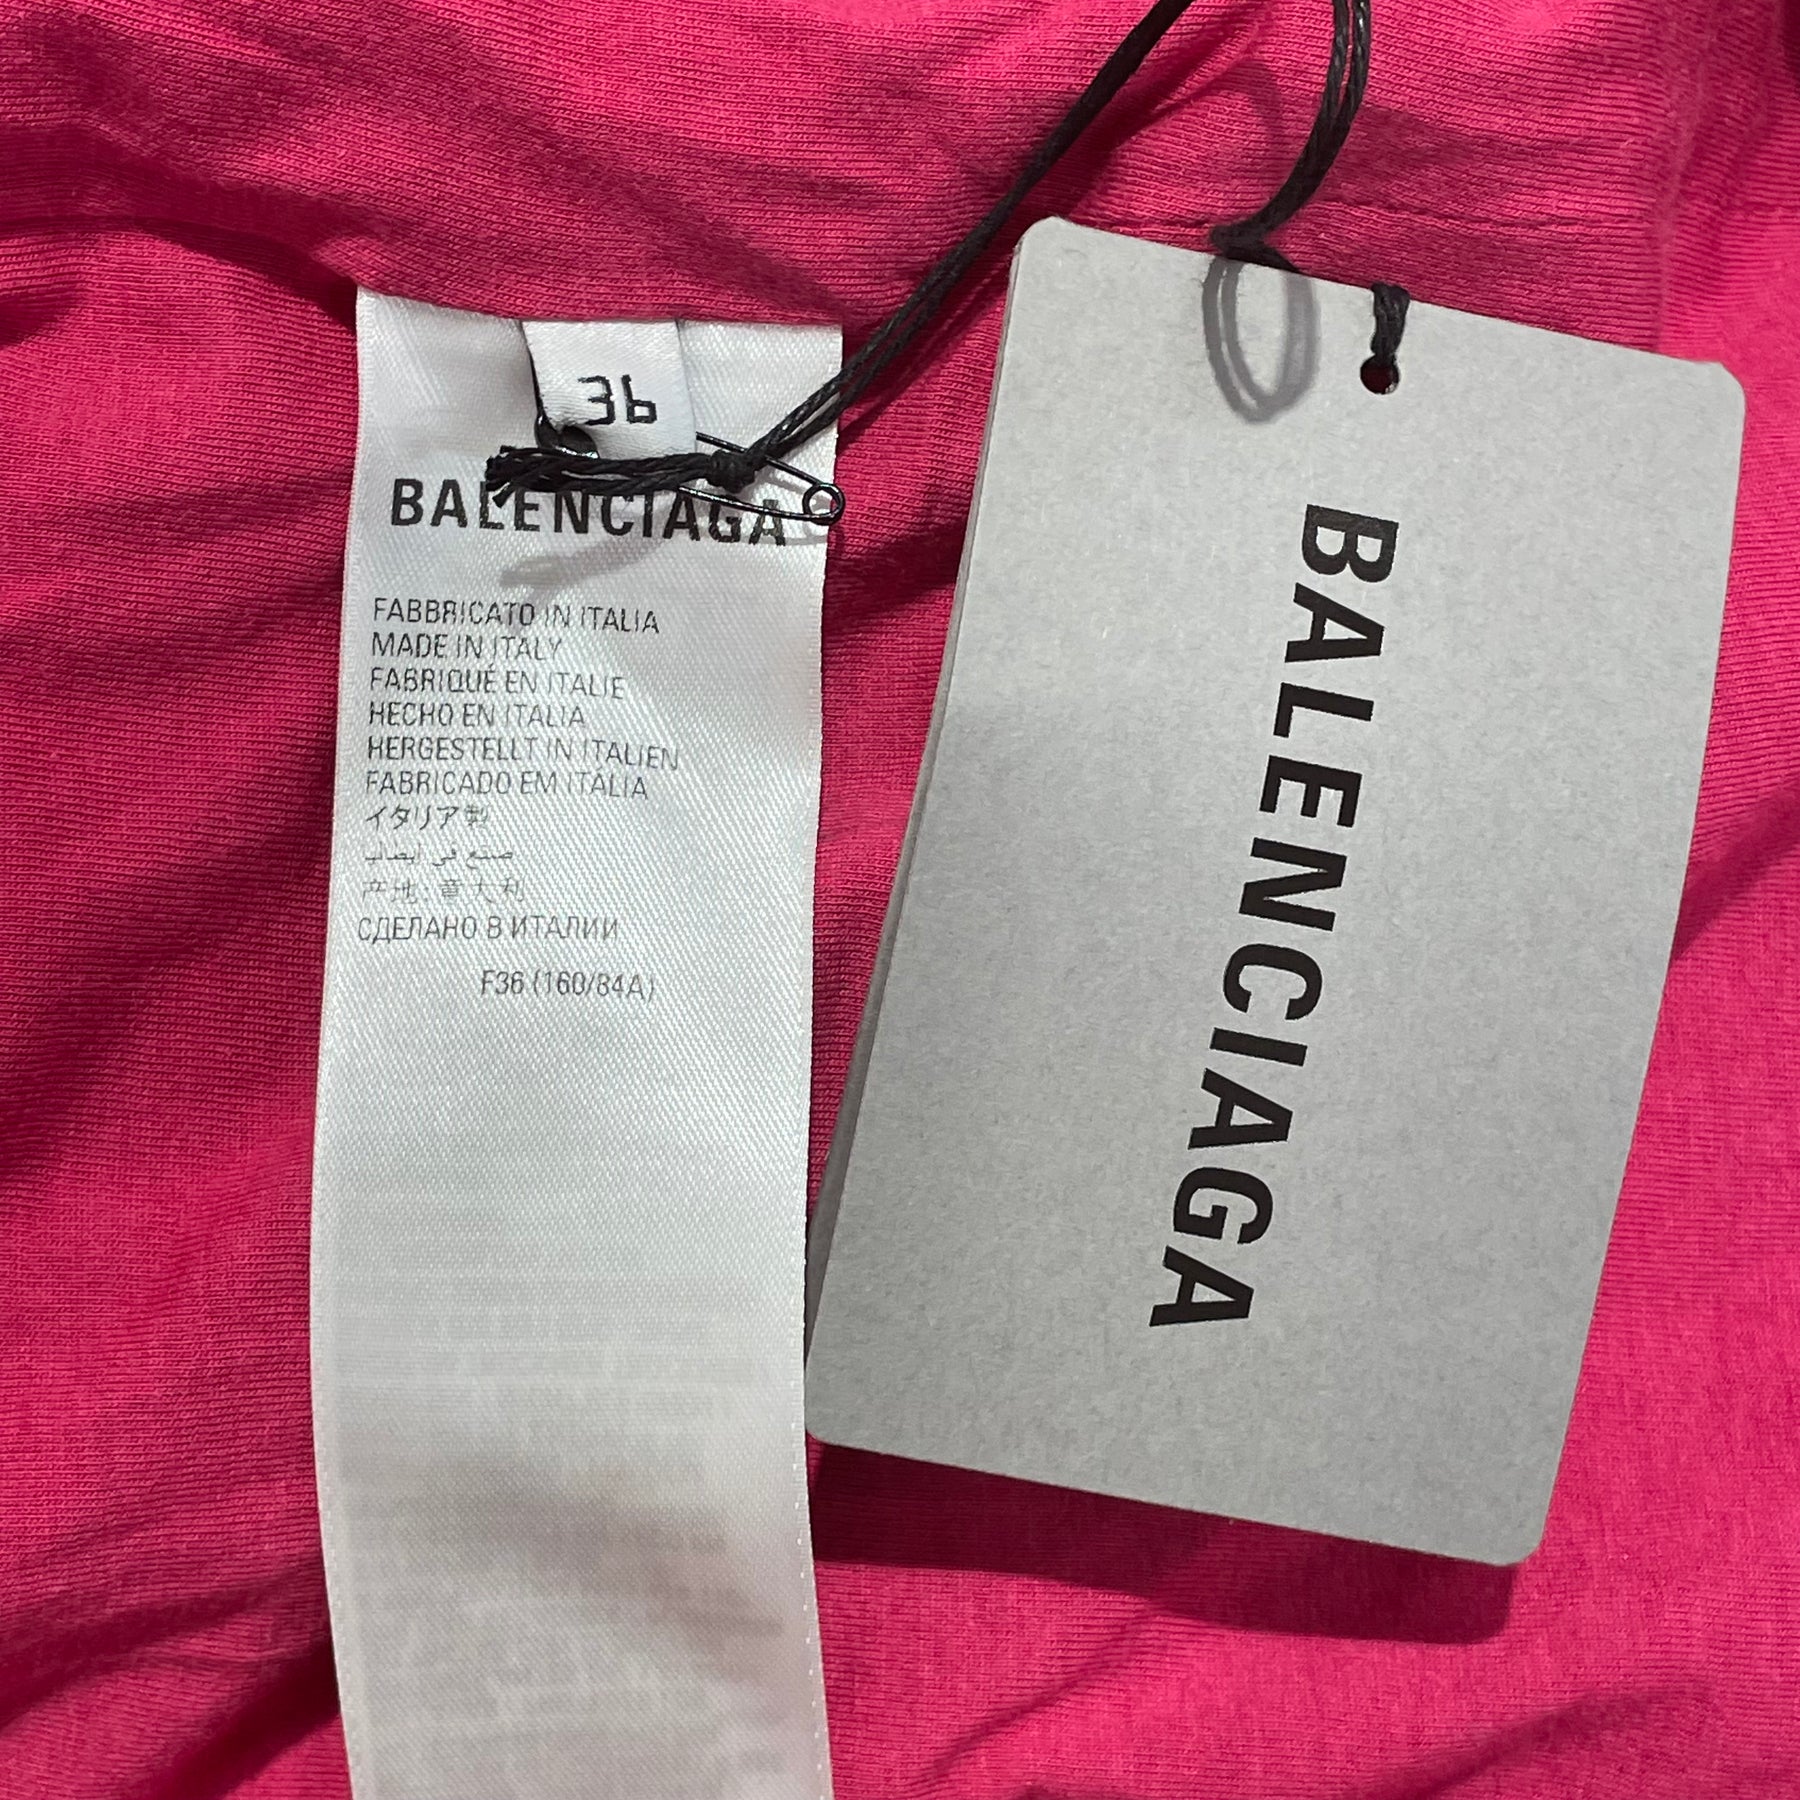 36
BALENCIAGA
FABBRICATO IN ITALIA
MADE IN ITALY
FABRIQUÉ EN ITALIE
HECHO EN ITALIA
HERGESTELLT IN ITALIEN
FABRICADO EM ITÁLIA
イタリア製
صنع في إيطاليا
产地: 意大利
СДЕЛАНО В ИТАЛИИ
F36 (160/84A)
BALENCIAGA